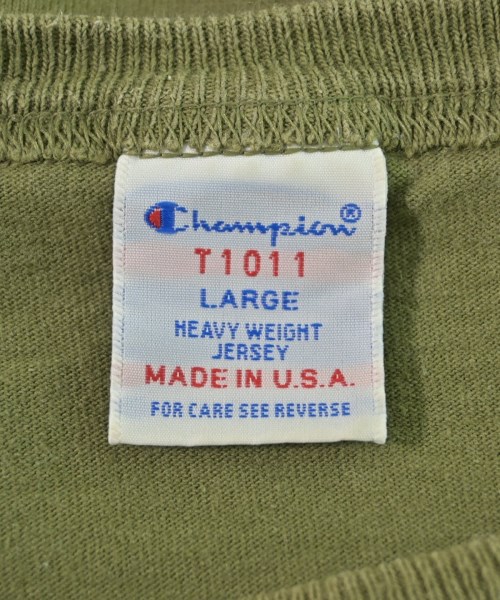 Champion®
T1011
LARGE
HEAVY WEIGHT
JERSEY
MADE IN U.S.A.
FOR CARE SEE REVERSE